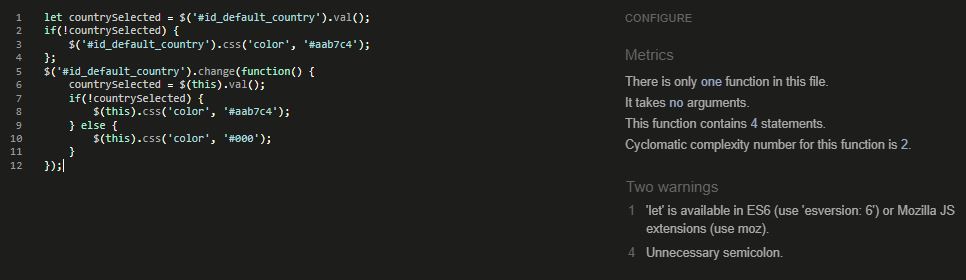 1 let countrySelected = $('#id_default_country').val();
2 if(!countrySelected) {
3 $('#id_default_country').css('color', '#aab7c4');
4 };
5 $('#id_default_country').change(function() {
6 countrySelected = $(this).val();
7 if(!countrySelected) {
8 $(this).css('color', '#aab7c4');
9 } else {
10 $(this).css('color', '#000');
11 }
12 });
CONFIGURE
Metrics
There is only one function in this file.
It takes no arguments.
This function contains 4 statements.
Cyclomatic complexity number for this function is 2.
Two warnings
1 'let' is available in ES6 (use 'esversion: 6') or Mozilla JS
extensions (use moz).
4 Unnecessary semicolon.